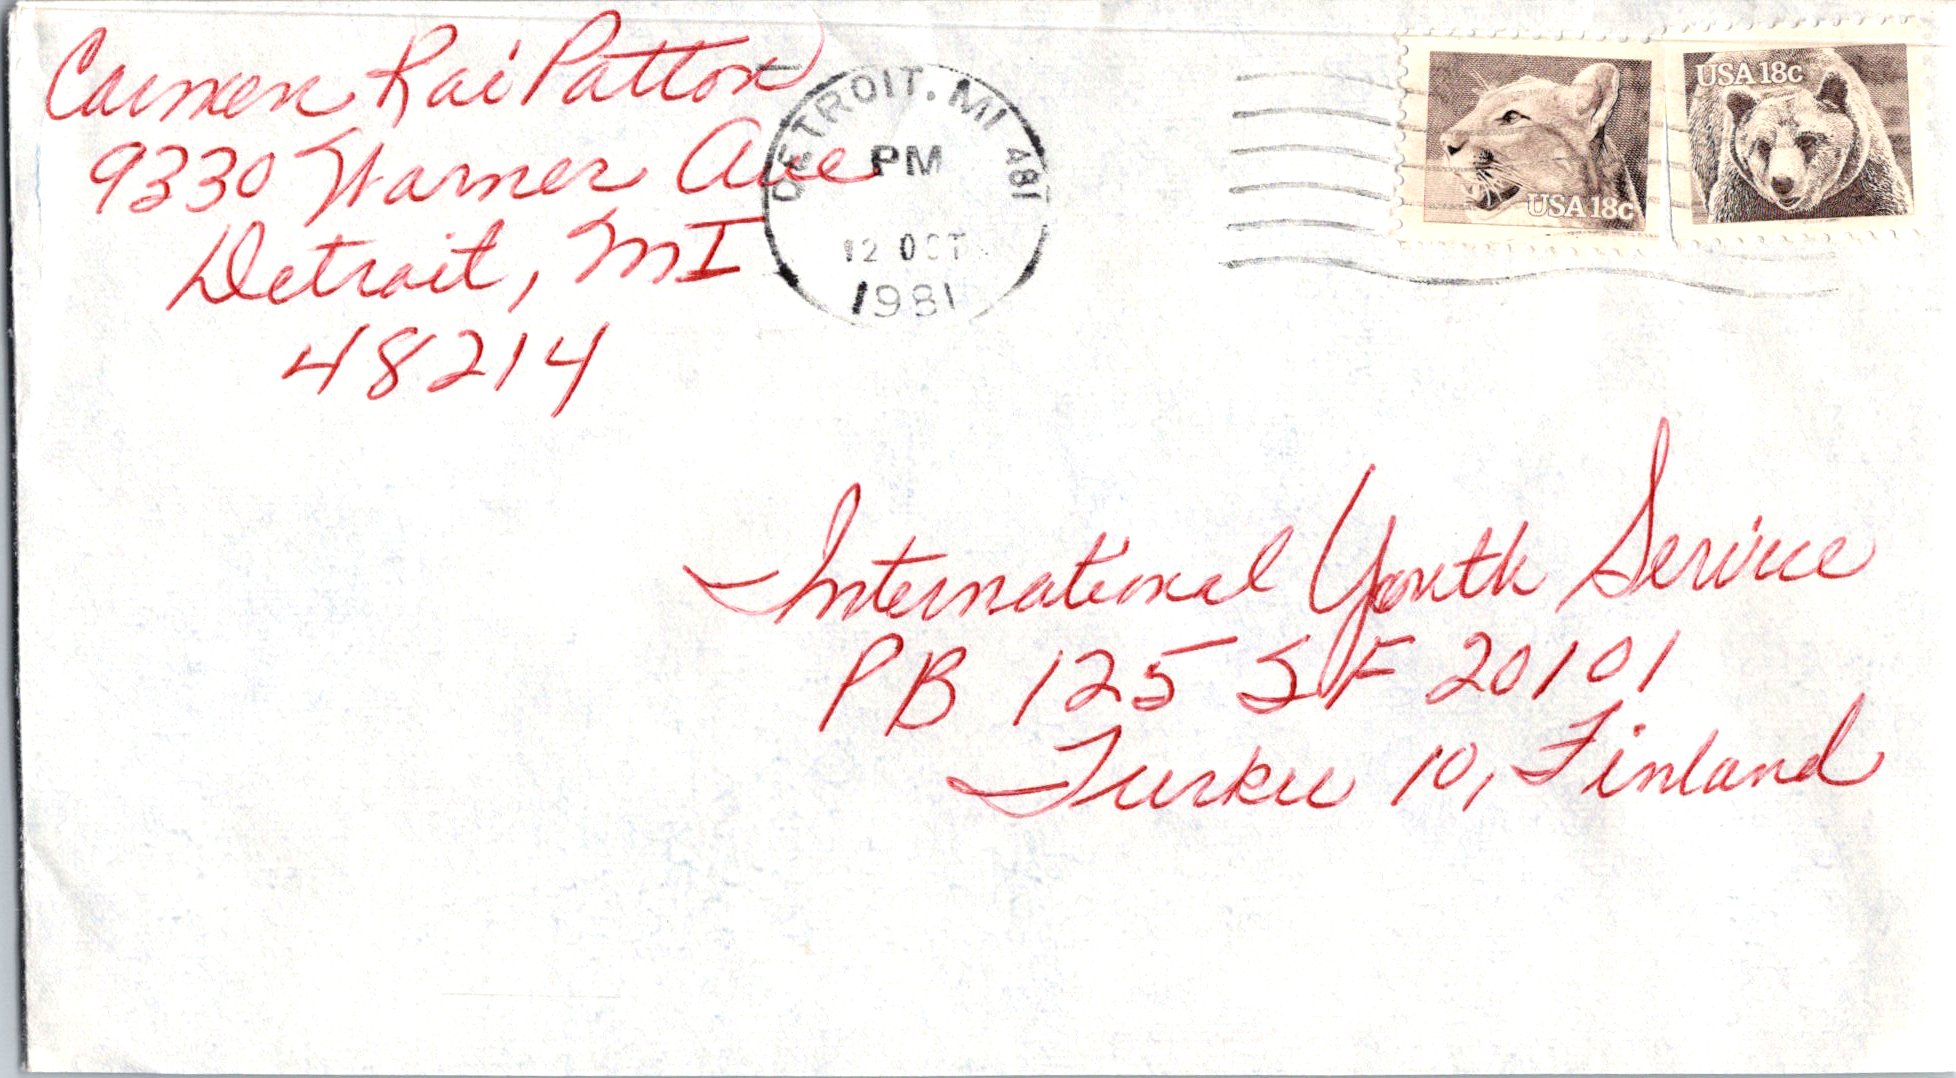 Carmen Rai Patton
9330 Warner Ave
Detroit, MI
48214
DETROIT, MI 481
PM
12 OCT
1981
USA 18c
USA 18c
International Youth Service
PB 125 SF 20101
Turku 10, Finland